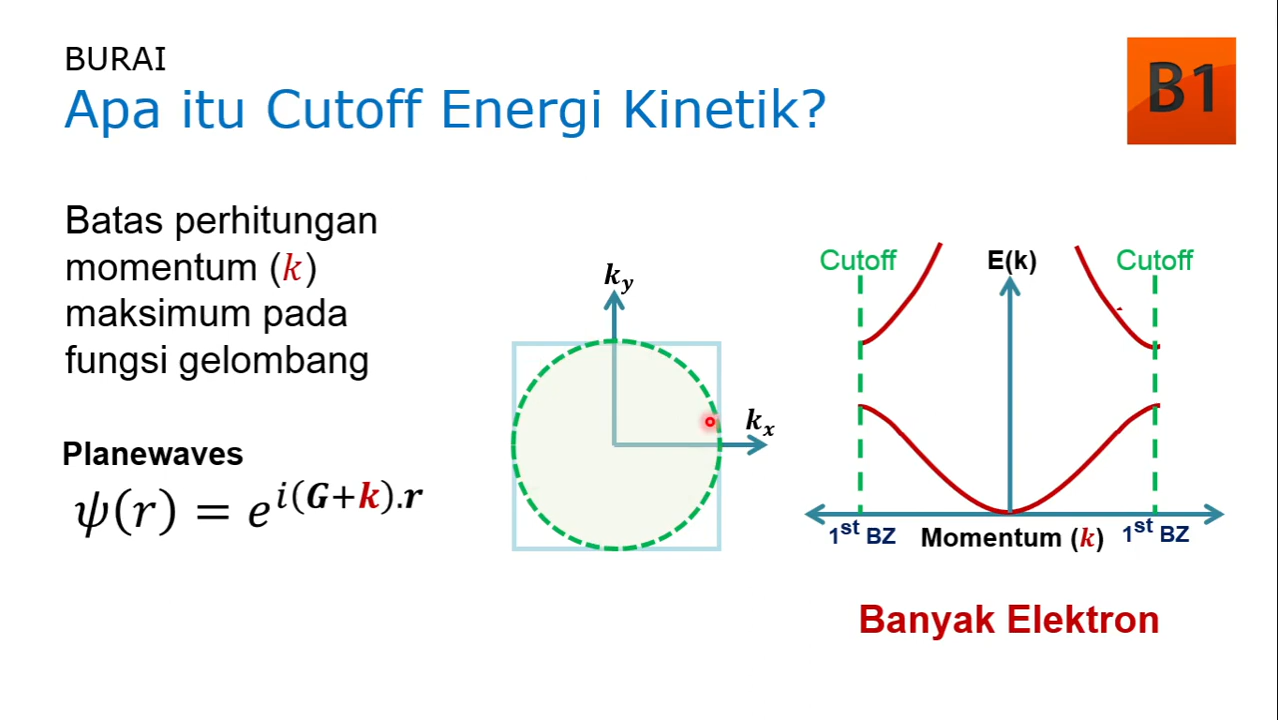 BURAI
Apa itu Cutoff Energi Kinetik?
B1
Batas perhitungan
momentum (k)
maksimum pada
fungsi gelombang
Planewaves
ψ(r) = e^{i(G+k).r}
k_y
k_x
Cutoff
E(k)
Cutoff
1st BZ
Momentum (k)
1st BZ
Banyak Elektron